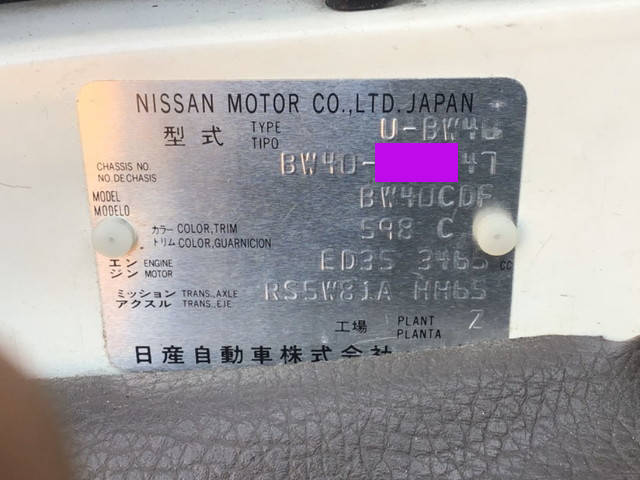 NISSAN MOTOR CO.,LTD. JAPAN
型式 TYPE TIPO U-BW40
CHASSIS NO. NO. DE CHASIS BW40- 47
MODEL MODELO BW40CDF
カラー トリム COLOR,TRIM COLOR,GUARNICION 598 C
エンジン ENGINE MOTOR ED35 3465 CC
ミッション アクスル TRANS.,AXLE TRANS.,EJE. RS5W81A HH65
工場 PLANT PLANTA Z
日産自動車株式会社